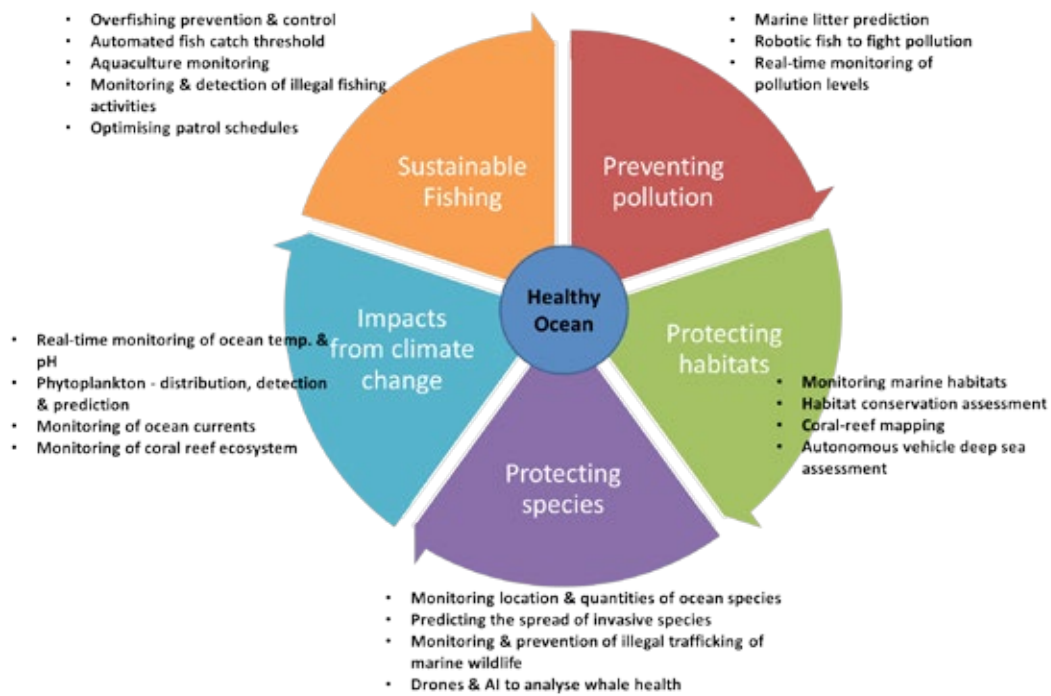 • Overfishing prevention & control
• Automated fish catch threshold
• Aquaculture monitoring
• Monitoring & detection of illegal fishing
activities
• Optimising patrol schedules
• Marine litter prediction
• Robotic fish to fight pollution
• Real-time monitoring of
pollution levels
Sustainable
Fishing
Preventing
pollution
Healthy
Ocean
Impacts
from climate
change
Protecting
habitats
• Real-time monitoring of ocean temp. &
pH
• Phytoplankton - distribution, detection
& prediction
• Monitoring of ocean currents
• Monitoring of coral reef ecosystem
• Monitoring marine habitats
• Habitat conservation assessment
• Coral-reef mapping
• Autonomous vehicle deep sea
assessment
Protecting
species
• Monitoring location & quantities of ocean species
• Predicting the spread of invasive species
• Monitoring & prevention of illegal trafficking of
marine wildlife
• Drones & AI to analyse whale health